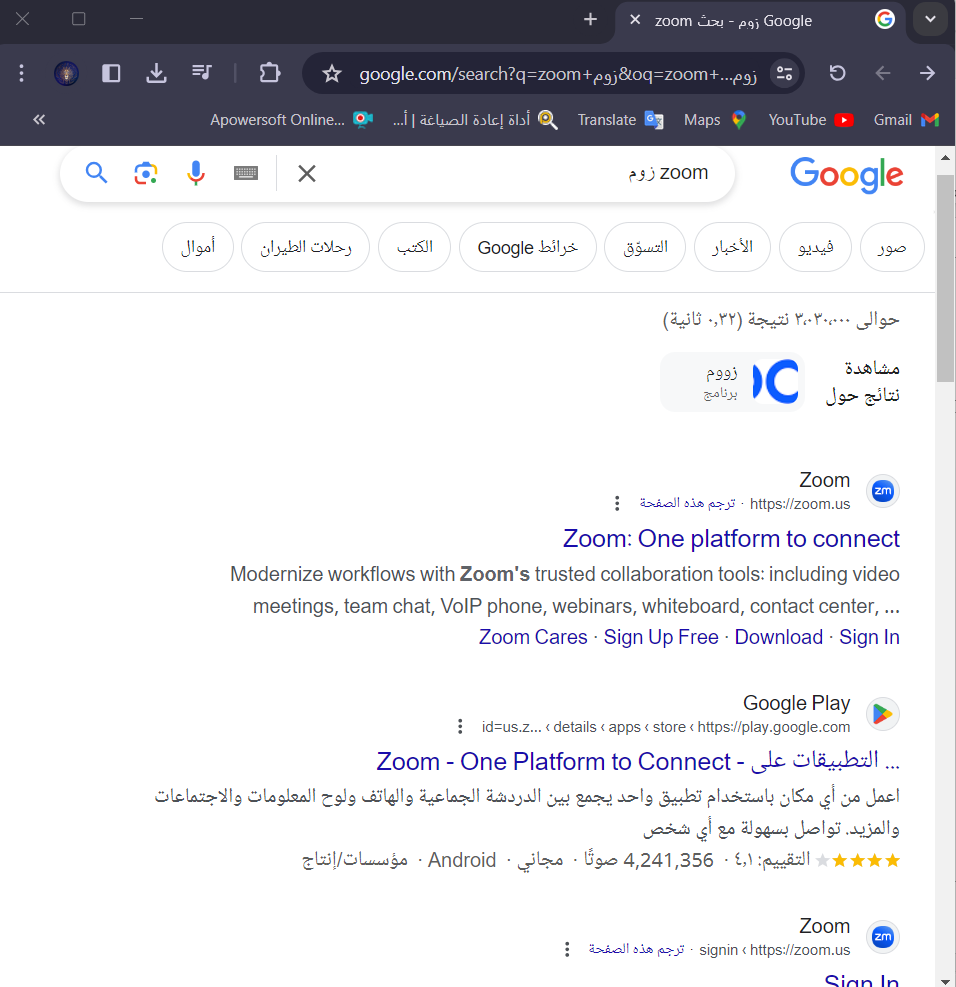 zoom زوم - بحث Google
google.com/search?q=zoom+زوم&oq=zoom+...زوم
Gmail
YouTube
Maps
Translate
أداة إعادة الصياغة | أ...
Apowersoft Online...
Google
zoom زوم
صور
فيديو
الأخبار
التسوّق
خرائط Google
الكتب
رحلات الطيران
أموال
حوالى ٣٬٠٣٠٬٠٠٠ نتيجة (٠٫٣٢ ثانية)
مشاهدة
نتائج حول
زووم
برنامج
zm
Zoom
https://zoom.us · ترجم هذه الصفحة
Zoom: One platform to connect
Modernize workflows with Zoom's trusted collaboration tools: including video
meetings, team chat, VoIP phone, webinars, whiteboard, contact center, ...
Zoom Cares · Sign Up Free · Download · Sign In
Google Play
https://play.google.com › store › apps › details › id=us.z...
... التطبيقات على - Zoom - One Platform to Connect
اعمل من أي مكان باستخدام تطبيق واحد يجمع بين الدردشة الجماعية والهاتف ولوح المعلومات والاجتماعات
والمزيد. تواصل بسهولة مع أي شخص
التقييم: ٤٫١ · 4,241,356 صوتًا · مجاني · Android · مؤسسات/إنتاج
zm
Zoom
https://zoom.us › signin · ترجم هذه الصفحة
Sign In